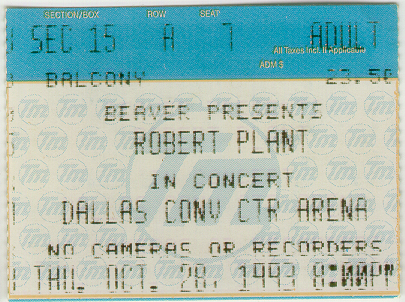 SECTION/BOX ROW SEAT
SEC 15 A 7 ADULT
All Taxes Incl. If Applicable
ADM $
BALCONY 23.50
BEAVER PRESENTS
ROBERT PLANT
IN CONCERT
DALLAS CONV CTR ARENA
NO CAMERAS OR RECORDERS
THU. OCT. 28, 1993